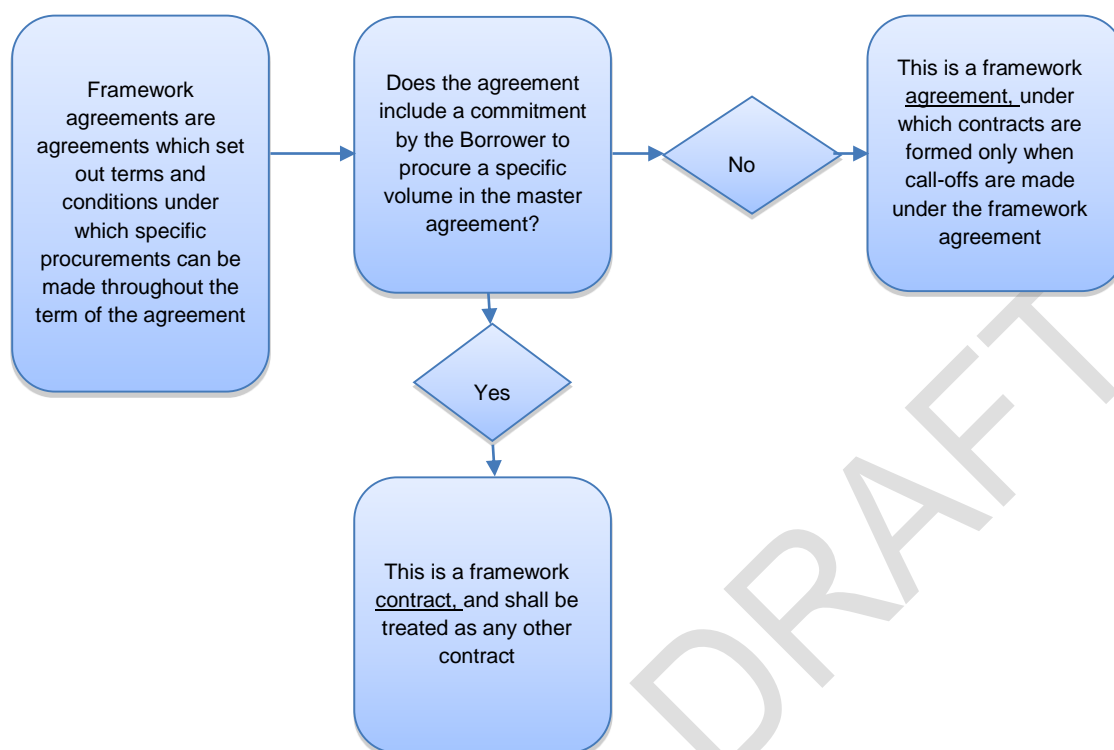 Framework
agreements are
agreements which set
out terms and
conditions under
which specific
procurements can be
made throughout the
term of the agreement
Does the agreement
include a commitment
by the Borrower to
procure a specific
volume in the master
agreement?
No
This is a framework
agreement, under
which contracts are
formed only when
call-offs are made
under the framework
agreement
Yes
This is a framework
contract, and shall be
treated as any other
contract
DRAFT